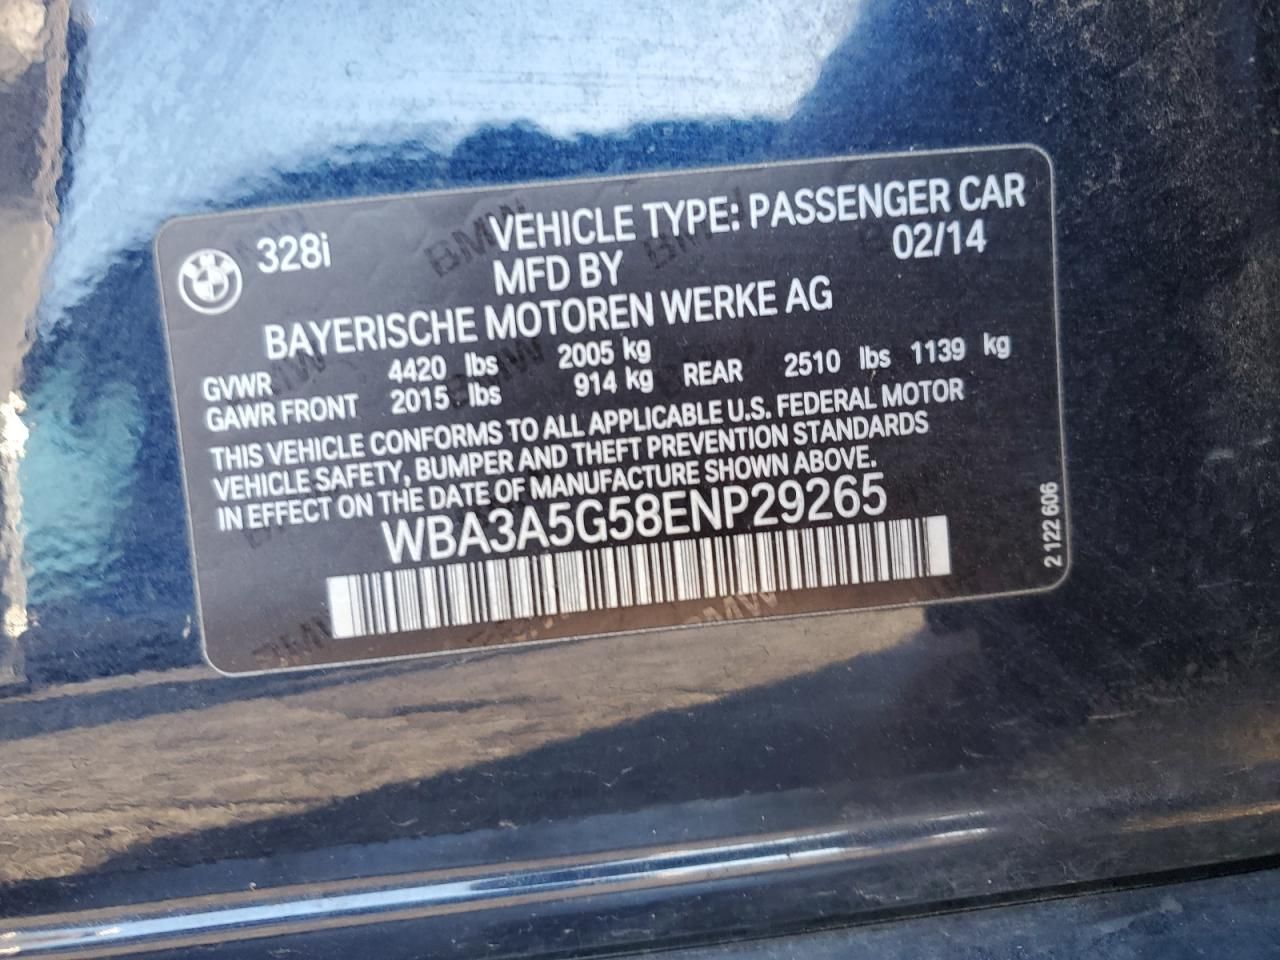 328i VEHICLE TYPE: PASSENGER CAR
MFD BY 02/14
BAYERISCHE MOTOREN WERKE AG
GVWR 4420 lbs 2005 kg
GAWR FRONT 2015 lbs 914 kg REAR 2510 lbs 1139 kg
THIS VEHICLE CONFORMS TO ALL APPLICABLE U.S. FEDERAL MOTOR
VEHICLE SAFETY, BUMPER AND THEFT PREVENTION STANDARDS
IN EFFECT ON THE DATE OF MANUFACTURE SHOWN ABOVE.
WBA3A5G58ENP29265
2 122 606